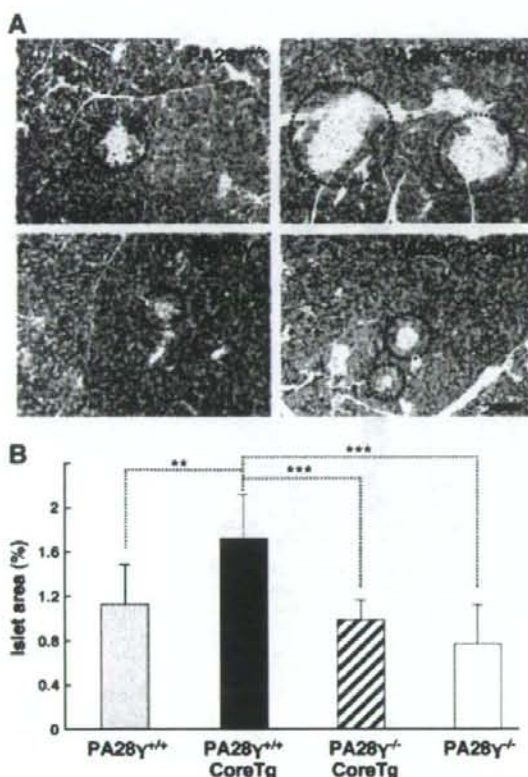 A
PA28γ+/+
B
**
***
***
Islet area (%)
2
1.6
1.2
0.8
0.4
0
PA28γ+/+
PA28γ+/+ CoreTg
PA28γ-/- CoreTg
PA28γ-/-